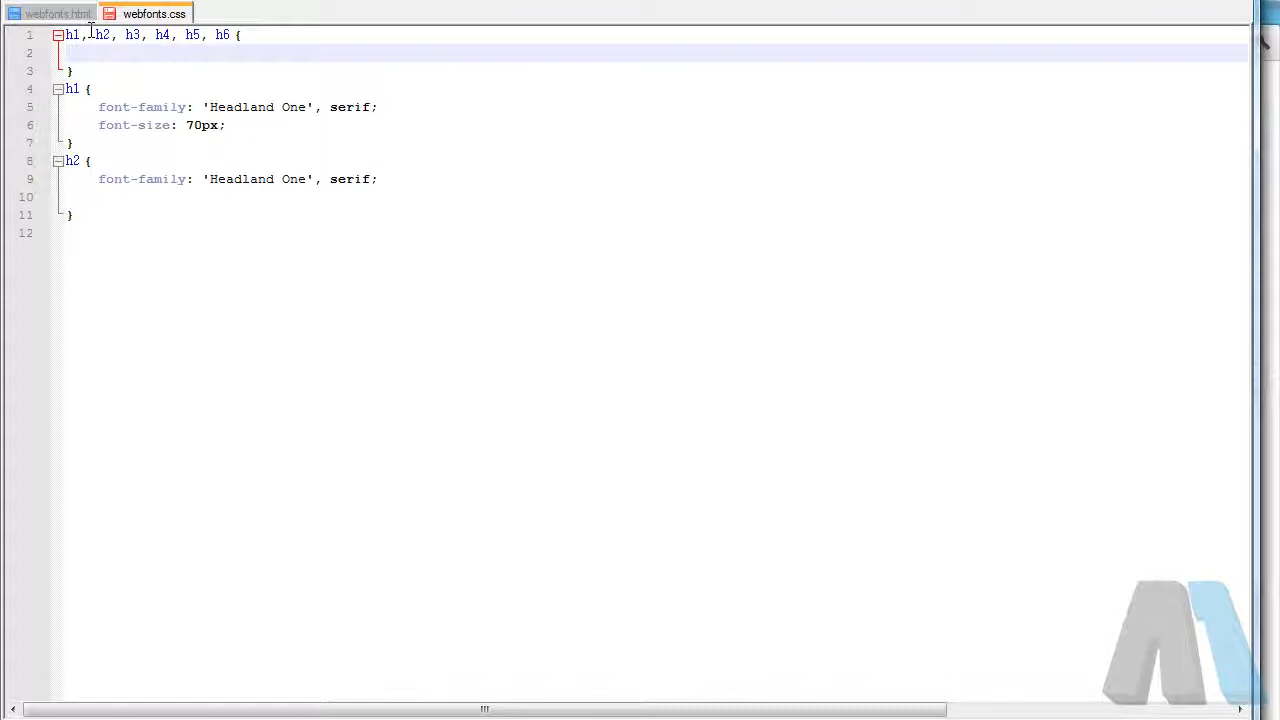 webfonts.html webfonts.css
1 h1, h2, h3, h4, h5, h6 {
2
3 }
4 h1 {
5 font-family: 'Headland One', serif;
6 font-size: 70px;
7 }
8 h2 {
9 font-family: 'Headland One', serif;
10
11 }
12